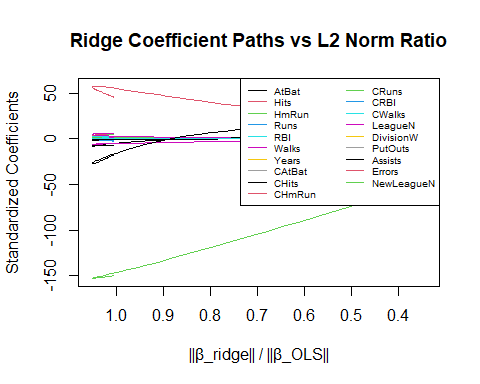 Ridge Coefficient Paths vs L2 Norm Ratio
Standardized Coefficients
50
0
-50
-100
-150
AtBat
Hits
HmRun
Runs
RBI
Walks
Years
CAtBat
CHits
CHmRun
CRuns
CRBI
CWalks
LeagueN
DivisionW
PutOuts
Assists
Errors
NewLeagueN
1.0 0.9 0.8 0.7 0.6 0.5 0.4
||β_ridge|| / ||β_OLS||